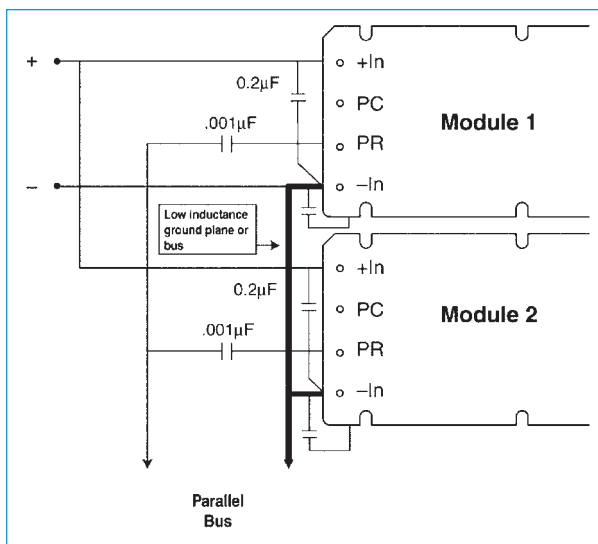 +
+In
0.2µF
PC
Module 1
.001µF
PR
–
–In
Low inductance
ground plane or
bus
+In
0.2µF
PC
Module 2
.001µF
PR
–In
Parallel
Bus